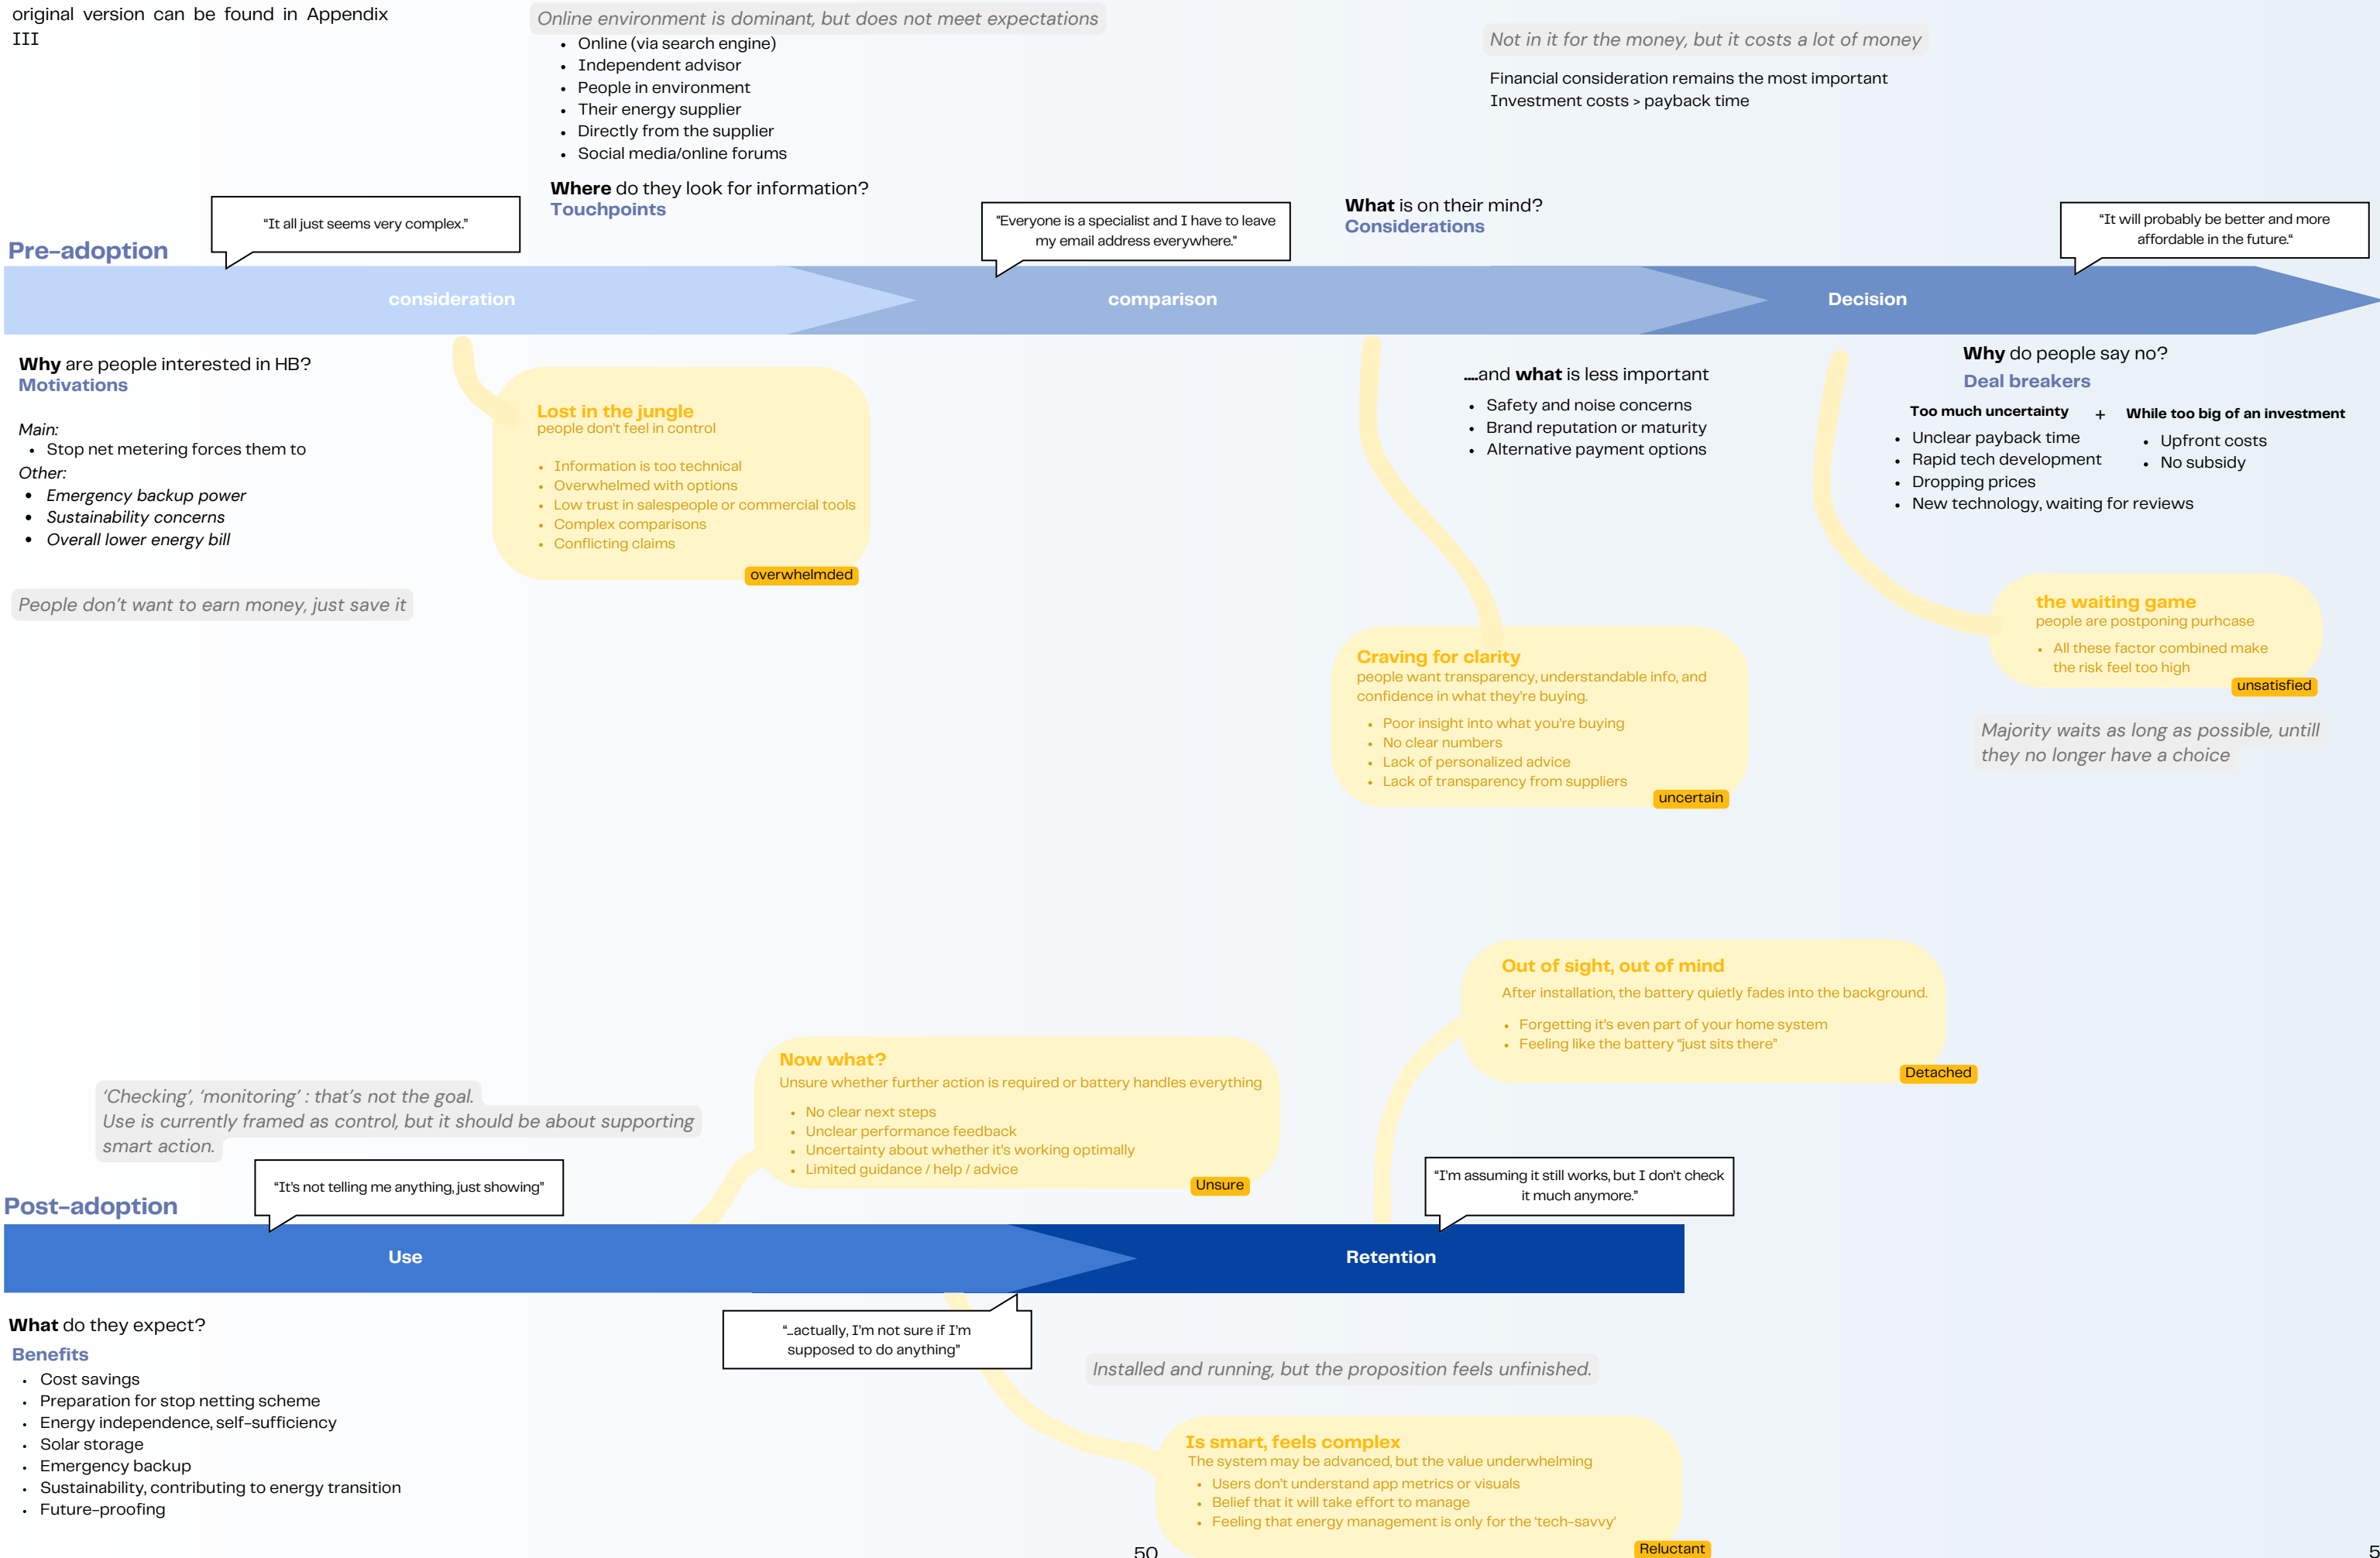 original version can be found in Appendix
III
Online environment is dominant, but does not meet expectations
• Online (via search engine)
• Independent advisor
• People in environment
• Their energy supplier
• Directly from the supplier
• Social media/online forums
Where do they look for information?
Touchpoints
Not in it for the money, but it costs a lot of money
Financial consideration remains the most important
Investment costs > payback time
What is on their mind?
Considerations
"It all just seems very complex."
"Everyone is a specialist and I have to leave
my email address everywhere."
"It will probably be better and more
affordable in the future."
Pre-adoption
consideration
comparison
Decision
Why are people interested in HB?
Motivations
Main:
• Stop net metering forces them to
Other:
• Emergency backup power
• Sustainability concerns
• Overall lower energy bill
People don't want to earn money, just save it
Lost in the jungle
people don't feel in control
• Information is too technical
• Overwhelmed with options
• Low trust in salespeople or commercial tools
• Complex comparisons
• Conflicting claims
overwhelmded
....and what is less important
• Safety and noise concerns
• Brand reputation or maturity
• Alternative payment options
Craving for clarity
people want transparency, understandable info, and
confidence in what they're buying.
• Poor insight into what you're buying
• No clear numbers
• Lack of personalized advice
• Lack of transparency from suppliers
uncertain
Why do people say no?
Deal breakers
Too much uncertainty + While too big of an investment
• Unclear payback time
• Rapid tech development
• Dropping prices
• New technology, waiting for reviews
• Upfront costs
• No subsidy
the waiting game
people are postponing purhcase
• All these factor combined make
the risk feel too high
unsatisfied
Majority waits as long as possible, untill
they no longer have a choice
'Checking', 'monitoring' : that's not the goal.
Use is currently framed as control, but it should be about supporting
smart action.
"It's not telling me anything, just showing"
Now what?
Unsure whether further action is required or battery handles everything
• No clear next steps
• Unclear performance feedback
• Uncertainty about whether it's working optimally
• Limited guidance / help / advice
Unsure
Out of sight, out of mind
After installation, the battery quietly fades into the background.
• Forgetting it's even part of your home system
• Feeling like the battery "just sits there"
Detached
"I'm assuming it still works, but I don't check
it much anymore."
Post-adoption
Use
Retention
What do they expect?
Benefits
• Cost savings
• Preparation for stop netting scheme
• Energy independence, self-sufficiency
• Solar storage
• Emergency backup
• Sustainability, contributing to energy transition
• Future-proofing
"...actually, I'm not sure if I'm
supposed to do anything"
Installed and running, but the proposition feels unfinished.
Is smart, feels complex
The system may be advanced, but the value underwhelming
• Users don't understand app metrics or visuals
• Belief that it will take effort to manage
• Feeling that energy management is only for the 'tech-savvy'
Reluctant
50
5